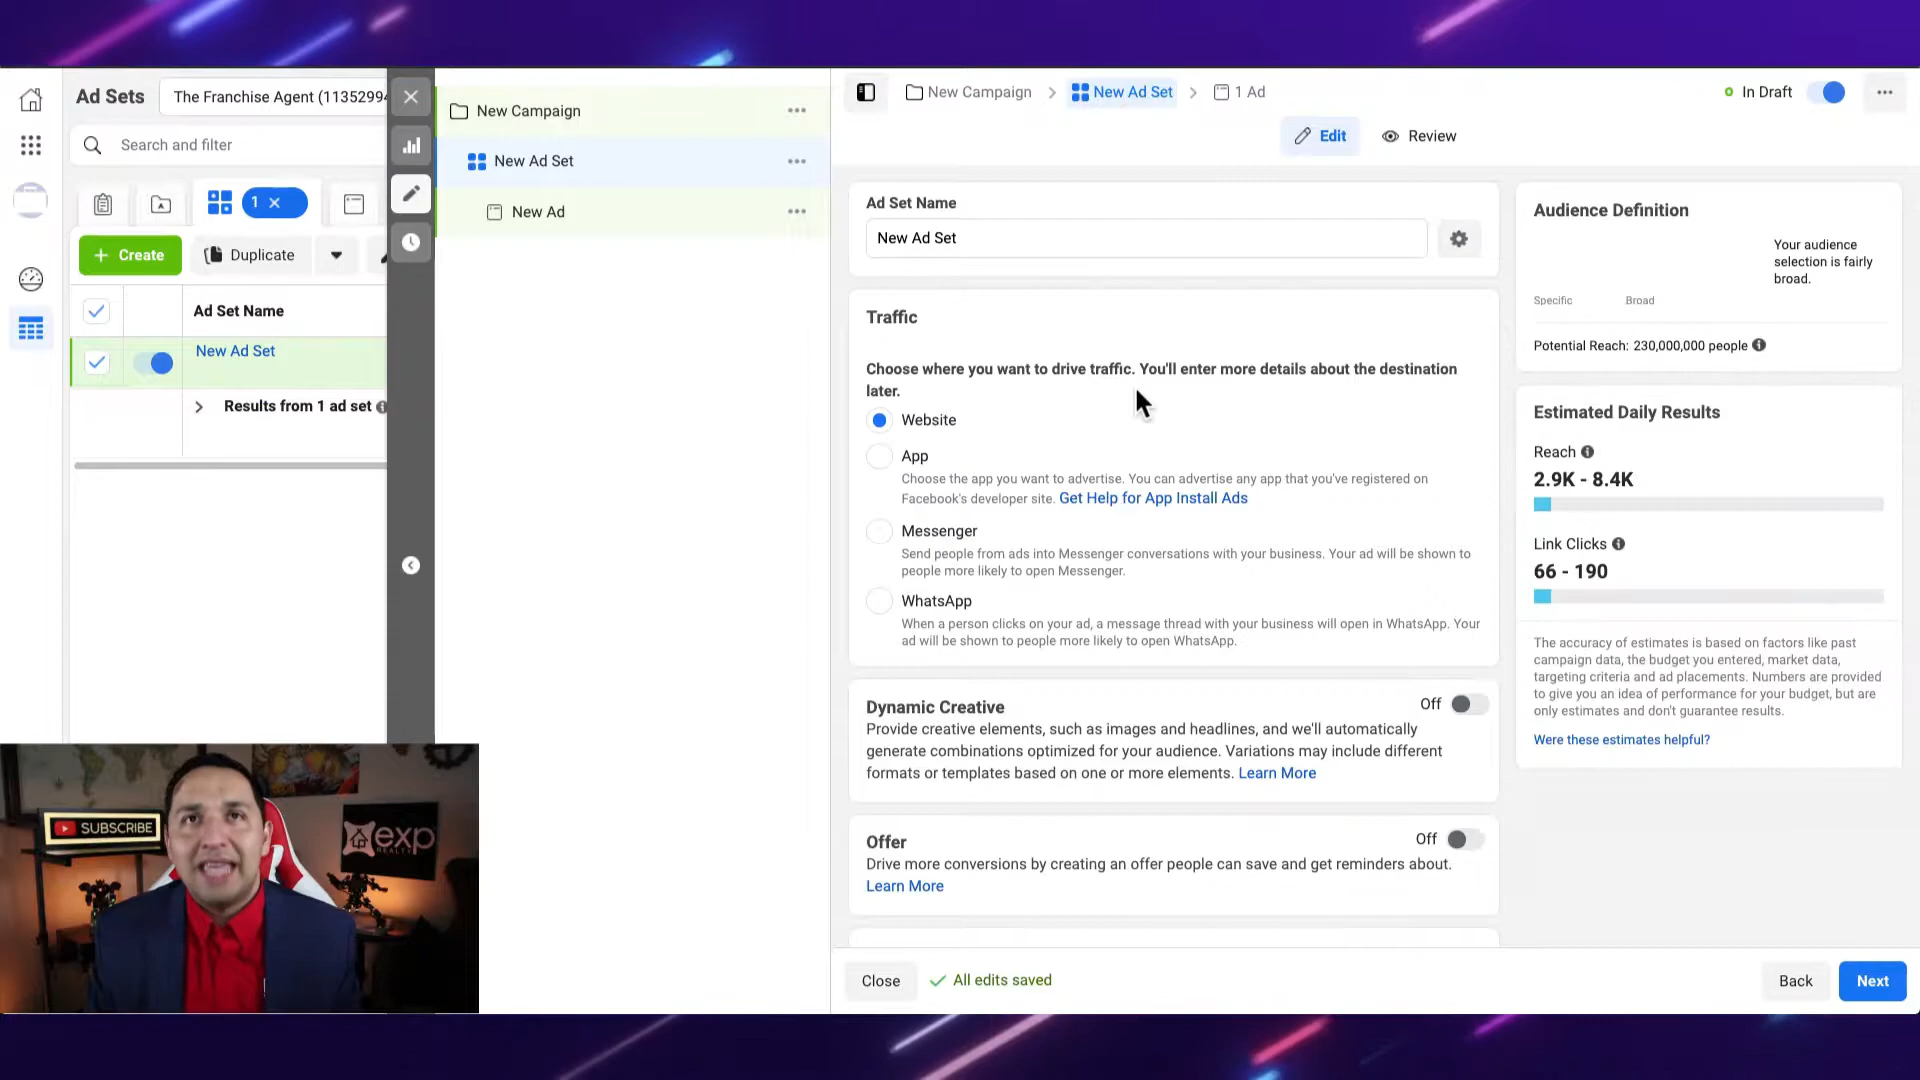 Ad Sets
The Franchise Agent (11352994
Search and filter
1
Create
Duplicate
Ad Set Name
New Ad Set
Results from 1 ad set
New Campaign
New Ad Set
New Ad
New Campaign
New Ad Set
1 Ad
In Draft
Edit
Review
Ad Set Name
New Ad Set
Traffic
Choose where you want to drive traffic. You'll enter more details about the destination
later.
Website
App
Choose the app you want to advertise. You can advertise any app that you've registered on
Facebook's developer site. Get Help for App Install Ads
Messenger
Send people from ads into Messenger conversations with your business. Your ad will be shown to
people more likely to open Messenger.
WhatsApp
When a person clicks on your ad, a message thread with your business will open in WhatsApp. Your
ad will be shown to people more likely to open WhatsApp.
Dynamic Creative
Off
Provide creative elements, such as images and headlines, and we'll automatically
generate combinations optimized for your audience. Variations may include different
formats or templates based on one or more elements. Learn More
Offer
Off
Drive more conversions by creating an offer people can save and get reminders about.
Learn More
Close
All edits saved
Back
Next
Audience Definition
Your audience
selection is fairly
broad.
Specific
Broad
Potential Reach: 230,000,000 people
Estimated Daily Results
Reach
2.9K - 8.4K
Link Clicks
66 - 190
The accuracy of estimates is based on factors like past
campaign data, the budget you entered, market data,
targeting criteria and ad placements. Numbers are provided
to give you an idea of performance for your budget, but are
only estimates and don't guarantee results.
Were these estimates helpful?
SUBSCRIBE
exp
REALTY